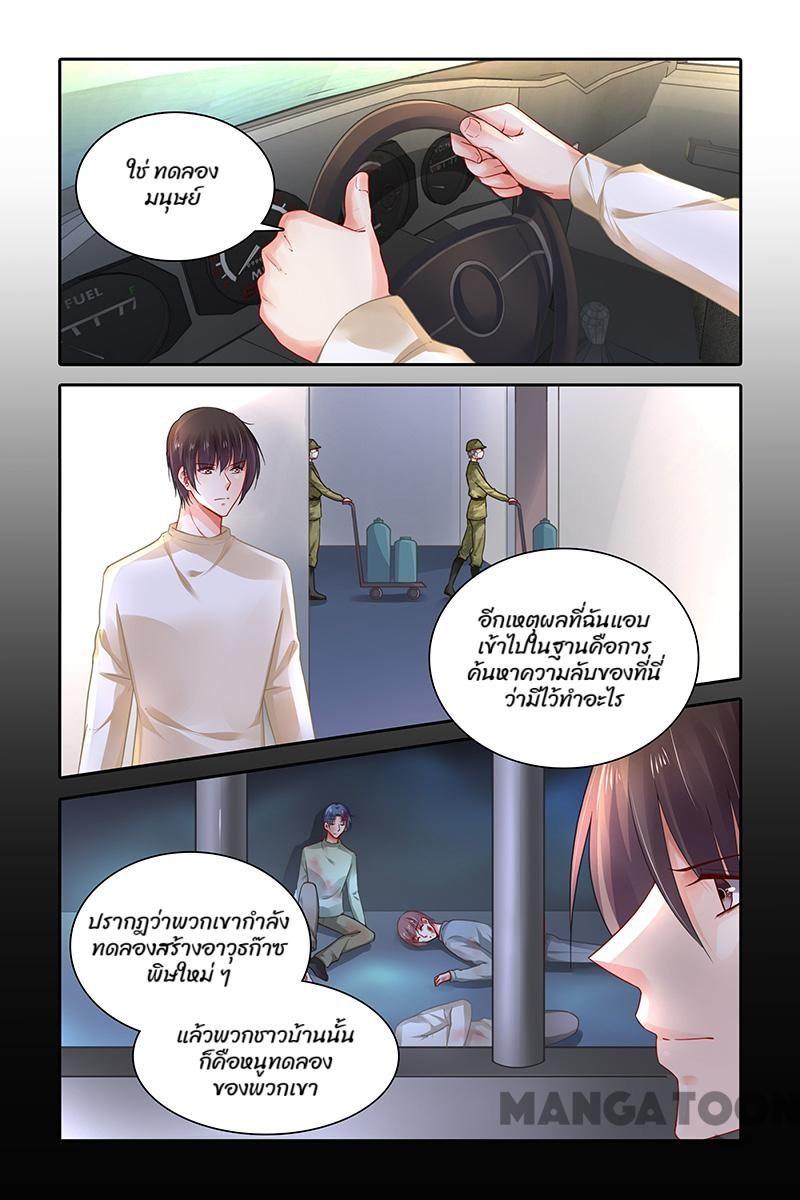 ใช่ ทดลอง
มนุษย์
FUEL F
M
อีกเหตุผลที่ฉันแอบ
เข้าไปในฐานคือการ
ค้นหาความลับของที่นี่
ว่ามีไว้ทำอะไร
ปรากฏว่าพวกเขากำลัง
ทดลองสร้างอาวุธก๊าซ
พิษใหม่ ๆ
แล้วพวกชาวบ้านนั้น
ก็คือหนูทดลอง
ของพวกเขา
MANGATOON